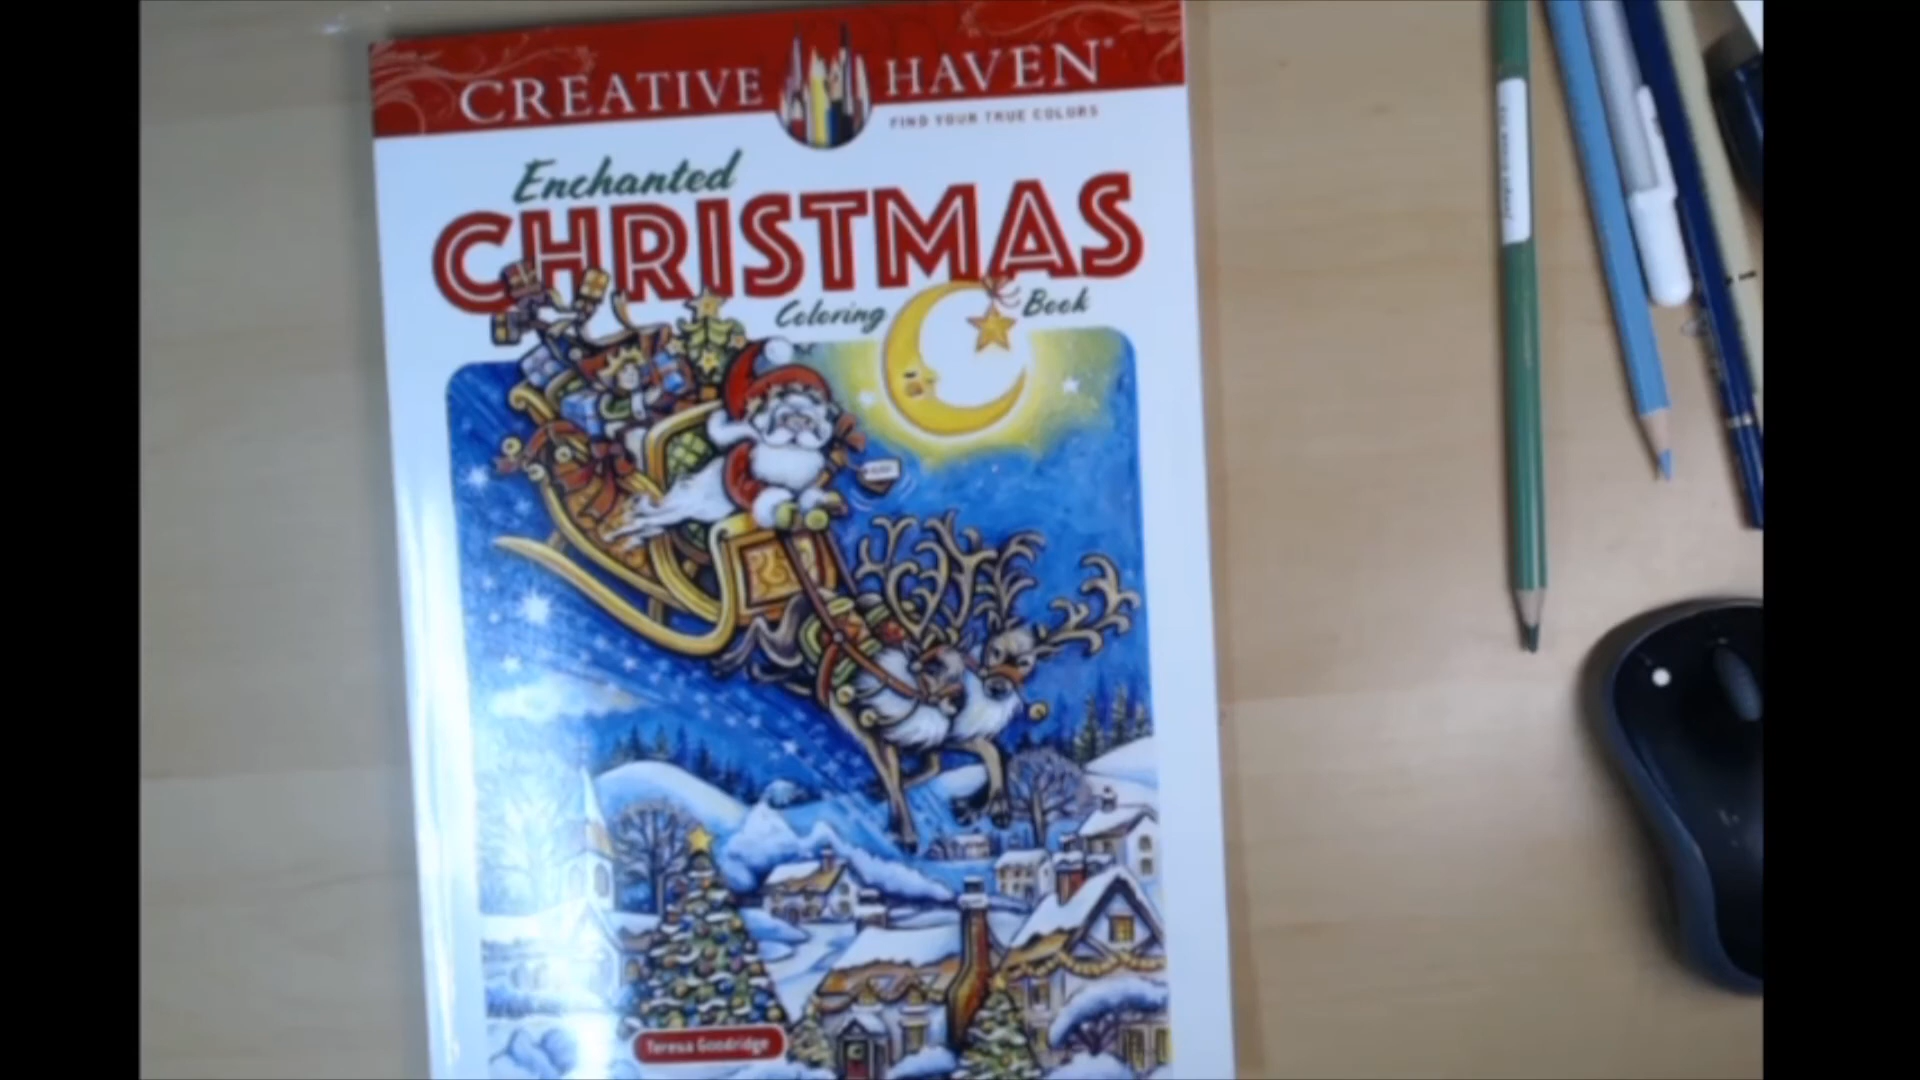 CREATIVE HAVEN®
FIND YOUR TRUE COLORS
Enchanted
CHRISTMAS
Coloring Book
Teresa Goodridge